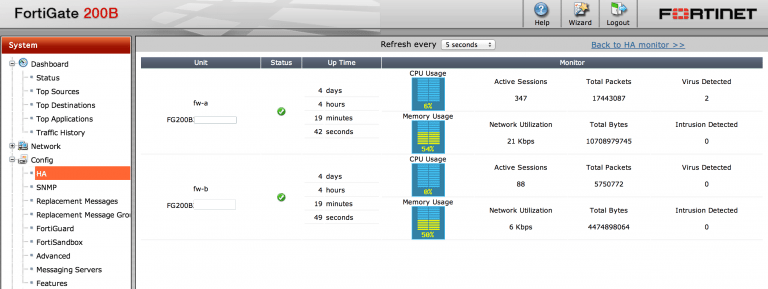 FortiGate 200B
Help
Wizard
Logout
FORTINET
System
Refresh every 5 seconds
Back to HA monitor >>
Dashboard
Status
Top Sources
Top Destinations
Top Applications
Traffic History
Network
Config
HA
SNMP
Replacement Messages
Replacement Message Grou
FortiGuard
FortiSandbox
Advanced
Messaging Servers
Features
Unit Status Up Time Monitor
fw-a
FG200B
4 days
4 hours
19 minutes
42 seconds
CPU Usage
6%
Active Sessions Total Packets Virus Detected
347 17443087 2
Memory Usage
54%
Network Utilization Total Bytes Intrusion Detected
21 Kbps 10708979745 0
fw-b
FG200B
4 days
4 hours
19 minutes
49 seconds
CPU Usage
0%
Active Sessions Total Packets Virus Detected
88 5750772 0
Memory Usage
50%
Network Utilization Total Bytes Intrusion Detected
6 Kbps 4474898064 0